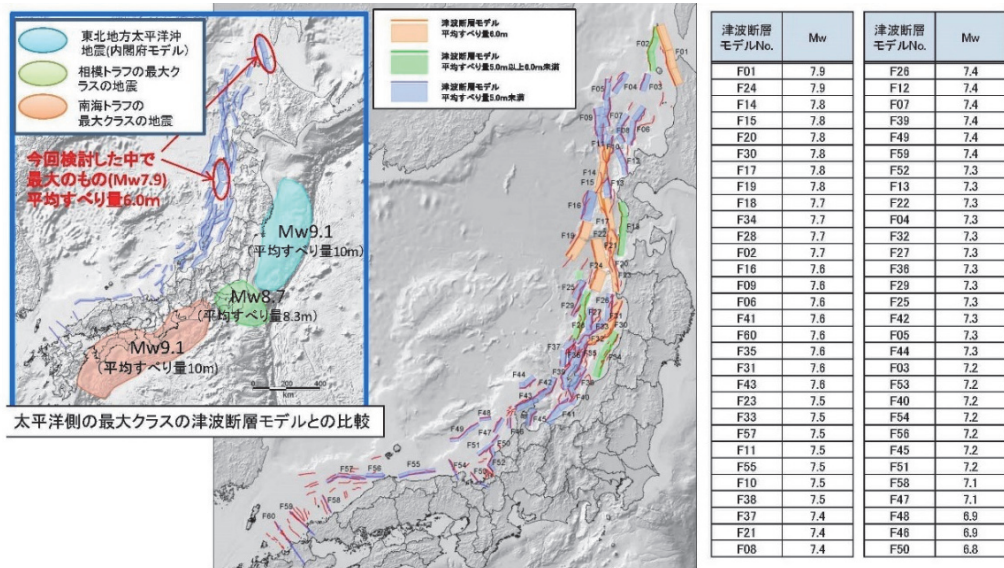 東北地方太平洋沖
地震(内閣府モデル)
相模トラフの最大ク
ラスの地震
南海トラフの
最大クラスの地震
今回検討した中で
最大のもの(Mw7.9)
平均すべり量6.0m
Mw9.1
(平均すべり量10m)
Mw8.7
(平均すべり量8.3m)
Mw9.1
(平均すべり量10m)
0 200 400
km
太平洋側の最大クラスの津波断層モデルとの比較
津波断層モデル
平均すべり量6.0m
津波断層モデル
平均すべり量5.0m以上6.0m未満
津波断層モデル
平均すべり量5.0m未満
F01
F02
F03
F04
F05
F06
F07
F08
F09
F10
F13
F14
F15
F16
F17
F18
F19
F20
F21
F22
F24
F25
F26
F27
F28
F29
F30
F31
F34
F37
F39
F40
F41
F42
F43
F44
F45
F46
F47
F48
F49
F50
F51
F52
F54
F55
F56
F57
F58
F59
F60
津波断層
モデルNo. Mw
F01 7.9
F24 7.9
F14 7.8
F15 7.8
F20 7.8
F30 7.8
F17 7.8
F19 7.8
F18 7.7
F34 7.7
F28 7.7
F02 7.7
F16 7.6
F09 7.6
F06 7.6
F41 7.6
F60 7.6
F35 7.6
F31 7.6
F43 7.6
F23 7.5
F33 7.5
F57 7.5
F11 7.5
F55 7.5
F10 7.5
F38 7.5
F37 7.4
F21 7.4
F08 7.4
津波断層
モデルNo. Mw
F26 7.4
F12 7.4
F07 7.4
F39 7.4
F49 7.4
F59 7.4
F52 7.3
F13 7.3
F22 7.3
F04 7.3
F32 7.3
F27 7.3
F36 7.3
F29 7.3
F25 7.3
F42 7.3
F05 7.3
F44 7.3
F03 7.2
F53 7.2
F40 7.2
F54 7.2
F56 7.2
F45 7.2
F51 7.2
F58 7.1
F47 7.1
F48 6.9
F46 6.9
F50 6.8